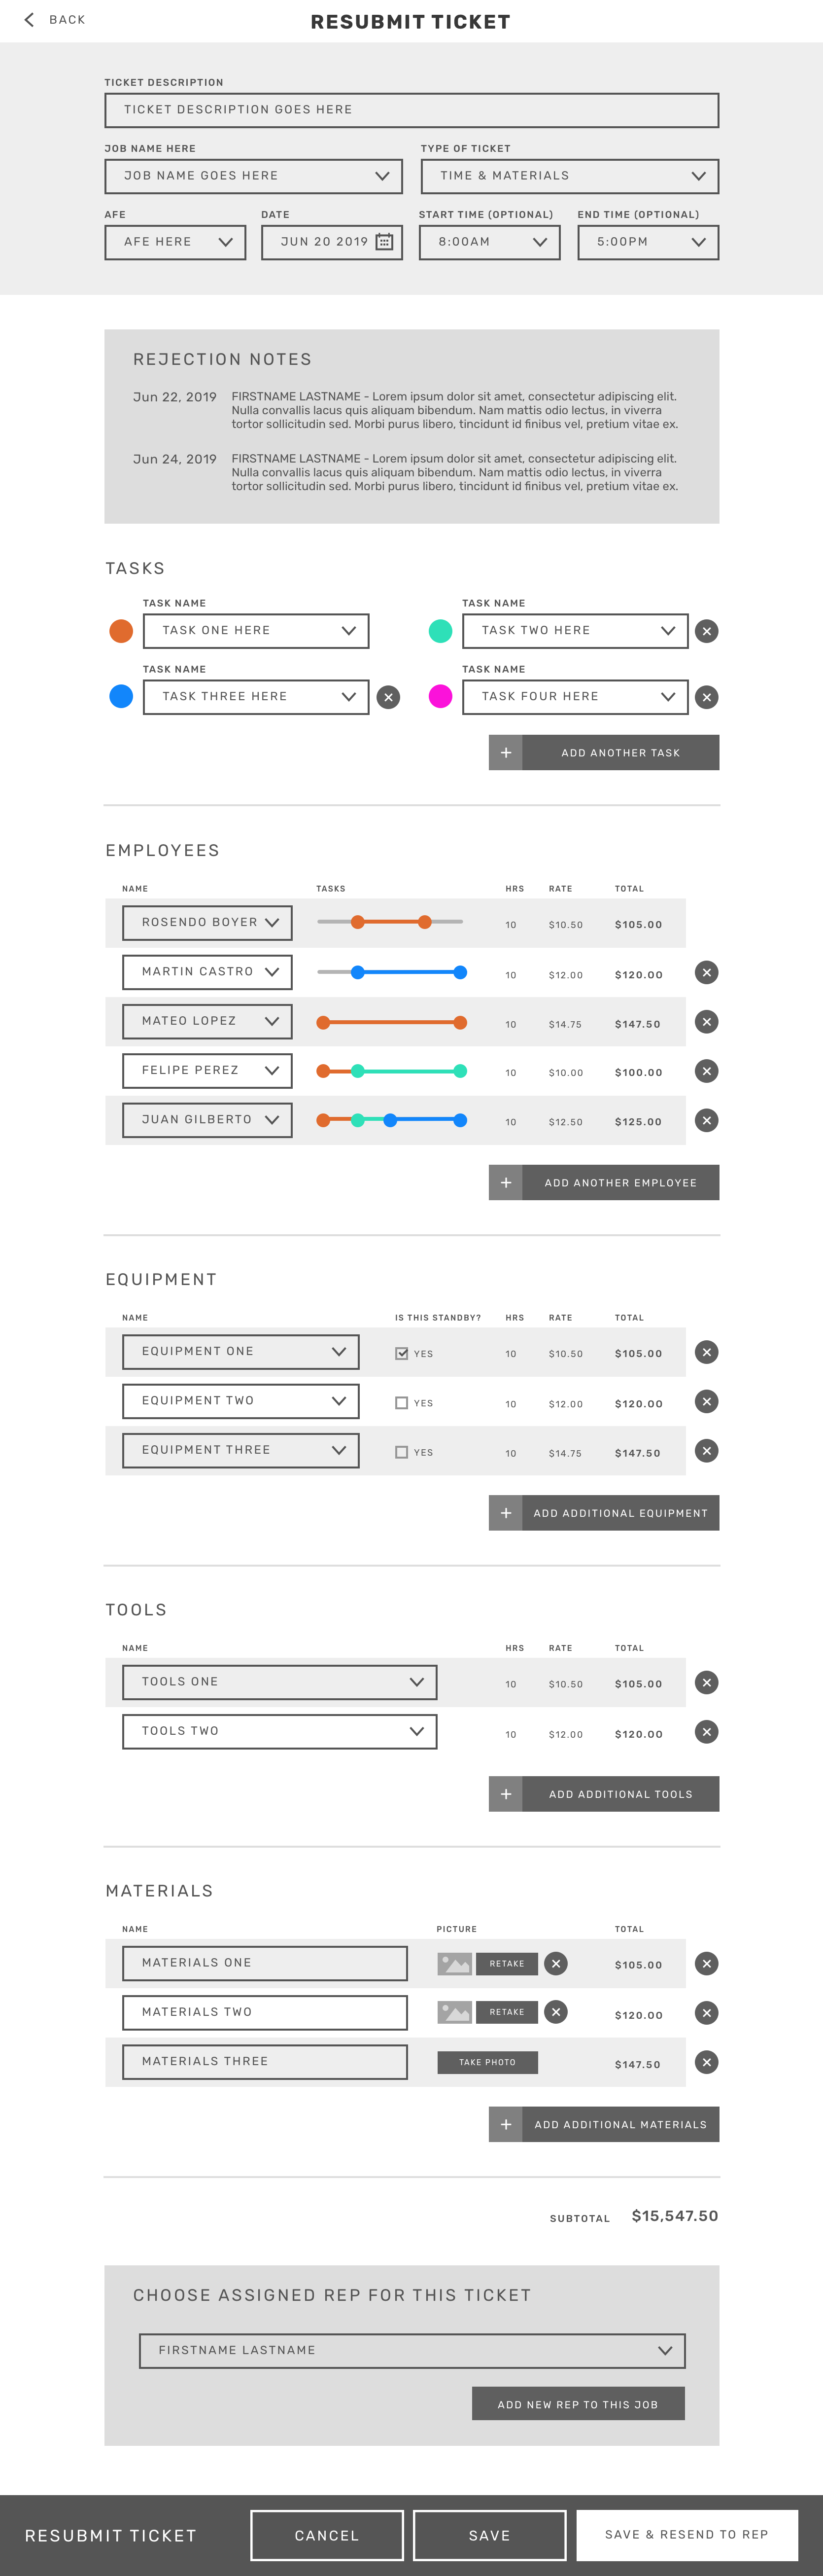 BACK
RESUBMIT TICKET
TICKET DESCRIPTION
TICKET DESCRIPTION GOES HERE
JOB NAME HERE
TYPE OF TICKET
JOB NAME GOES HERE
TIME & MATERIALS
AFE
DATE
START TIME (OPTIONAL)
END TIME (OPTIONAL)
AFE HERE
JUN 20 2019
8:00AM
5:00PM
REJECTION NOTES
Jun 22, 2019
FIRSTNAME LASTNAME - Lorem ipsum dolor sit amet, consectetur adipiscing elit.
Nulla convallis lacus quis aliquam bibendum. Nam mattis odio lectus, in viverra
tortor sollicitudin sed. Morbi purus libero, tincidunt id finibus vel, pretium vitae ex.
Jun 24, 2019
FIRSTNAME LASTNAME - Lorem ipsum dolor sit amet, consectetur adipiscing elit.
Nulla convallis lacus quis aliquam bibendum. Nam mattis odio lectus, in viverra
tortor sollicitudin sed. Morbi purus libero, tincidunt id finibus vel, pretium vitae ex.
TASKS
TASK NAME
TASK NAME
TASK ONE HERE
TASK TWO HERE
TASK NAME
TASK NAME
TASK THREE HERE
TASK FOUR HERE
+ ADD ANOTHER TASK
EMPLOYEES
NAME TASKS HRS RATE TOTAL
ROSENDO BOYER 10 $10.50 $105.00
MARTIN CASTRO 10 $12.00 $120.00
MATEO LOPEZ 10 $14.75 $147.50
FELIPE PEREZ 10 $10.00 $100.00
JUAN GILBERTO 10 $12.50 $125.00
+ ADD ANOTHER EMPLOYEE
EQUIPMENT
NAME IS THIS STANDBY? HRS RATE TOTAL
EQUIPMENT ONE YES 10 $10.50 $105.00
EQUIPMENT TWO YES 10 $12.00 $120.00
EQUIPMENT THREE YES 10 $14.75 $147.50
+ ADD ADDITIONAL EQUIPMENT
TOOLS
NAME HRS RATE TOTAL
TOOLS ONE 10 $10.50 $105.00
TOOLS TWO 10 $12.00 $120.00
+ ADD ADDITIONAL TOOLS
MATERIALS
NAME PICTURE TOTAL
MATERIALS ONE RETAKE $105.00
MATERIALS TWO RETAKE $120.00
MATERIALS THREE TAKE PHOTO $147.50
+ ADD ADDITIONAL MATERIALS
SUBTOTAL $15,547.50
CHOOSE ASSIGNED REP FOR THIS TICKET
FIRSTNAME LASTNAME
ADD NEW REP TO THIS JOB
RESUBMIT TICKET
CANCEL
SAVE
SAVE & RESEND TO REP